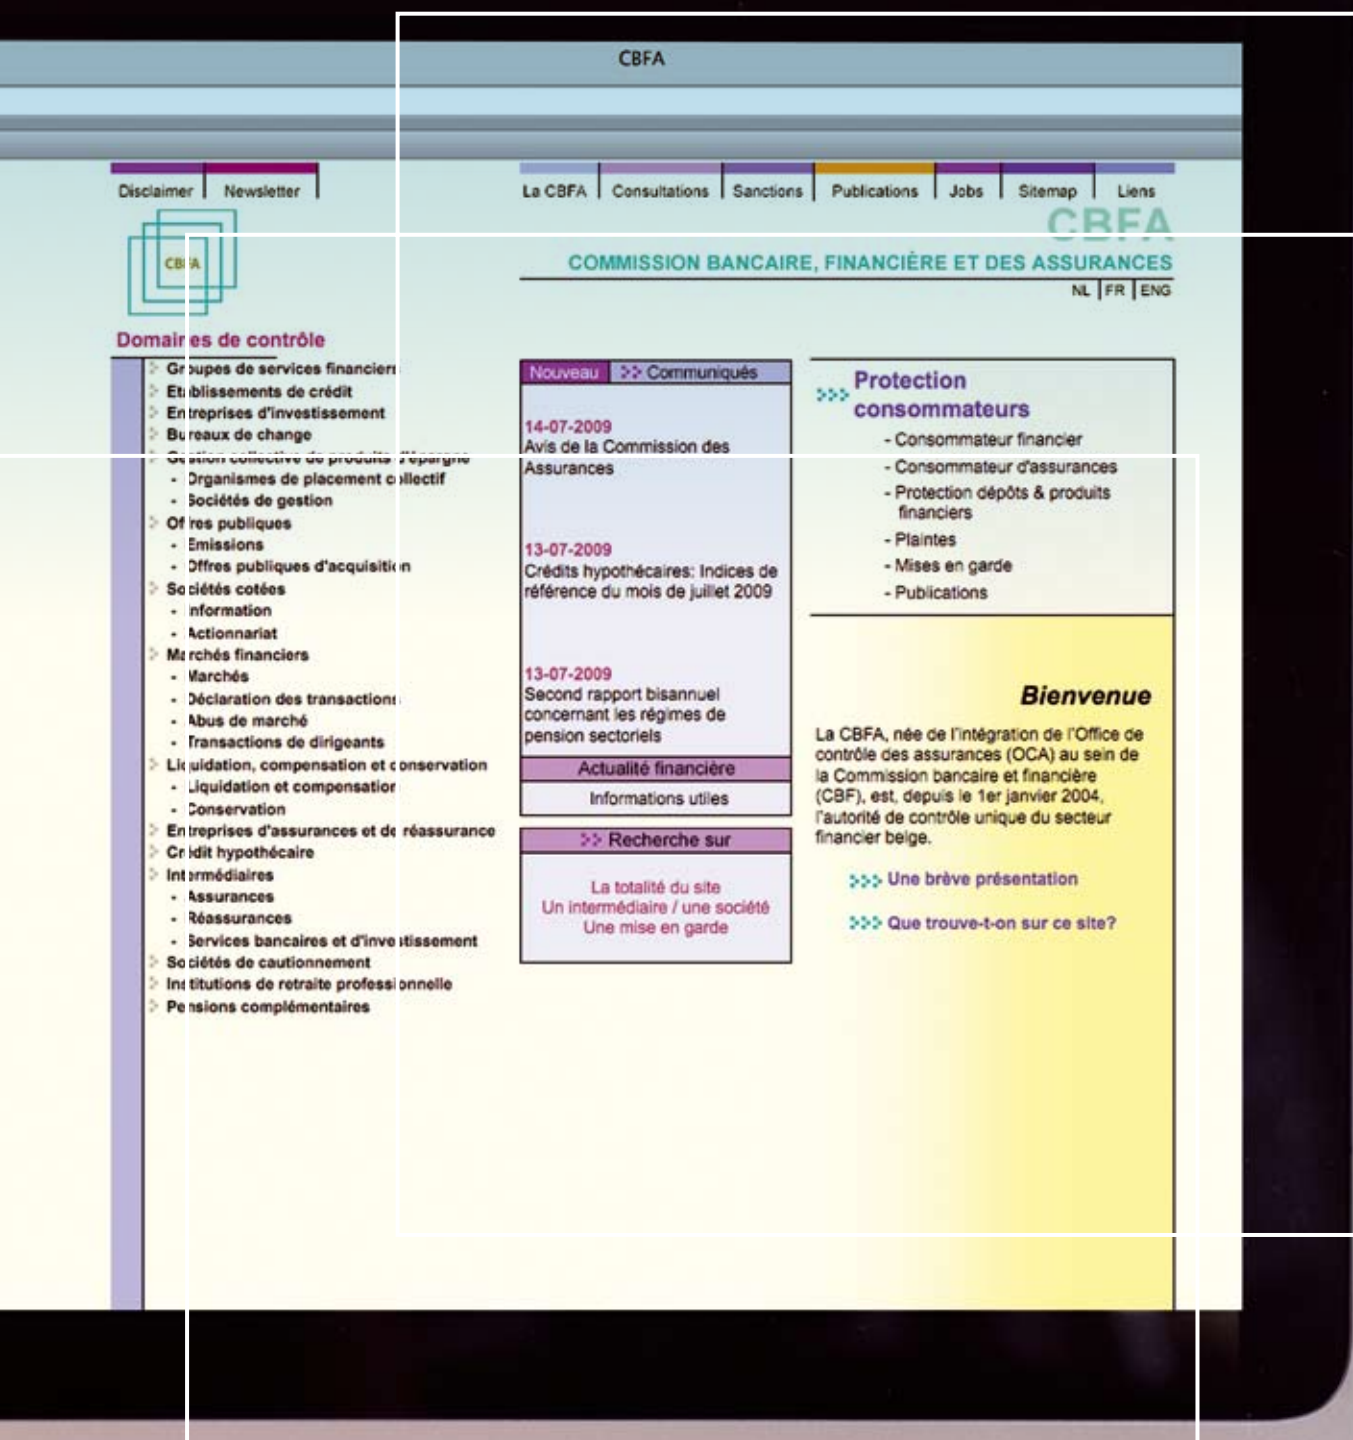 CBFA
Disclaimer
Newsletter
La CBFA
Consultations
Sanctions
Publications
Jobs
Sitemap
Liens
CBFA
CBFA
COMMISSION BANCAIRE, FINANCIÈRE ET DES ASSURANCES
NL FR ENG
Domaines de contrôle
Groupes de services financiers
Etablissements de crédit
Entreprises d'investissement
Bureaux de change
Gestion collective de produits d'épargne
- Organismes de placement collectif
- Sociétés de gestion
Offres publiques
- Emissions
- Offres publiques d'acquisition
Sociétés cotées
- Information
- Actionnariat
Marchés financiers
- Marchés
- Déclaration des transactions
- Abus de marché
- Transactions de dirigeants
Liquidation, compensation et conservation
- Liquidation et compensation
- Conservation
Entreprises d'assurances et de réassurance
Crédit hypothécaire
Intermédiaires
- Assurances
- Réassurances
- Services bancaires et d'investissement
Sociétés de cautionnement
Institutions de retraite professionnelle
Pensions complémentaires
Nouveau >> Communiqués
14-07-2009
Avis de la Commission des
Assurances
13-07-2009
Crédits hypothécaires: Indices de
référence du mois de juillet 2009
13-07-2009
Second rapport bisannuel
concernant les régimes de
pension sectoriels
Actualité financière
Informations utiles
>> Recherche sur
La totalité du site
Un intermédiaire / une société
Une mise en garde
>>> Protection
consommateurs
- Consommateur financier
- Consommateur d'assurances
- Protection dépôts & produits
financiers
- Plaintes
- Mises en garde
- Publications
Bienvenue
La CBFA, née de l'intégration de l'Office de
contrôle des assurances (OCA) au sein de
la Commission bancaire et financière
(CBF), est, depuis le 1er janvier 2004,
l'autorité de contrôle unique du secteur
financier belge.
>>> Une brève présentation
>>> Que trouve-t-on sur ce site?